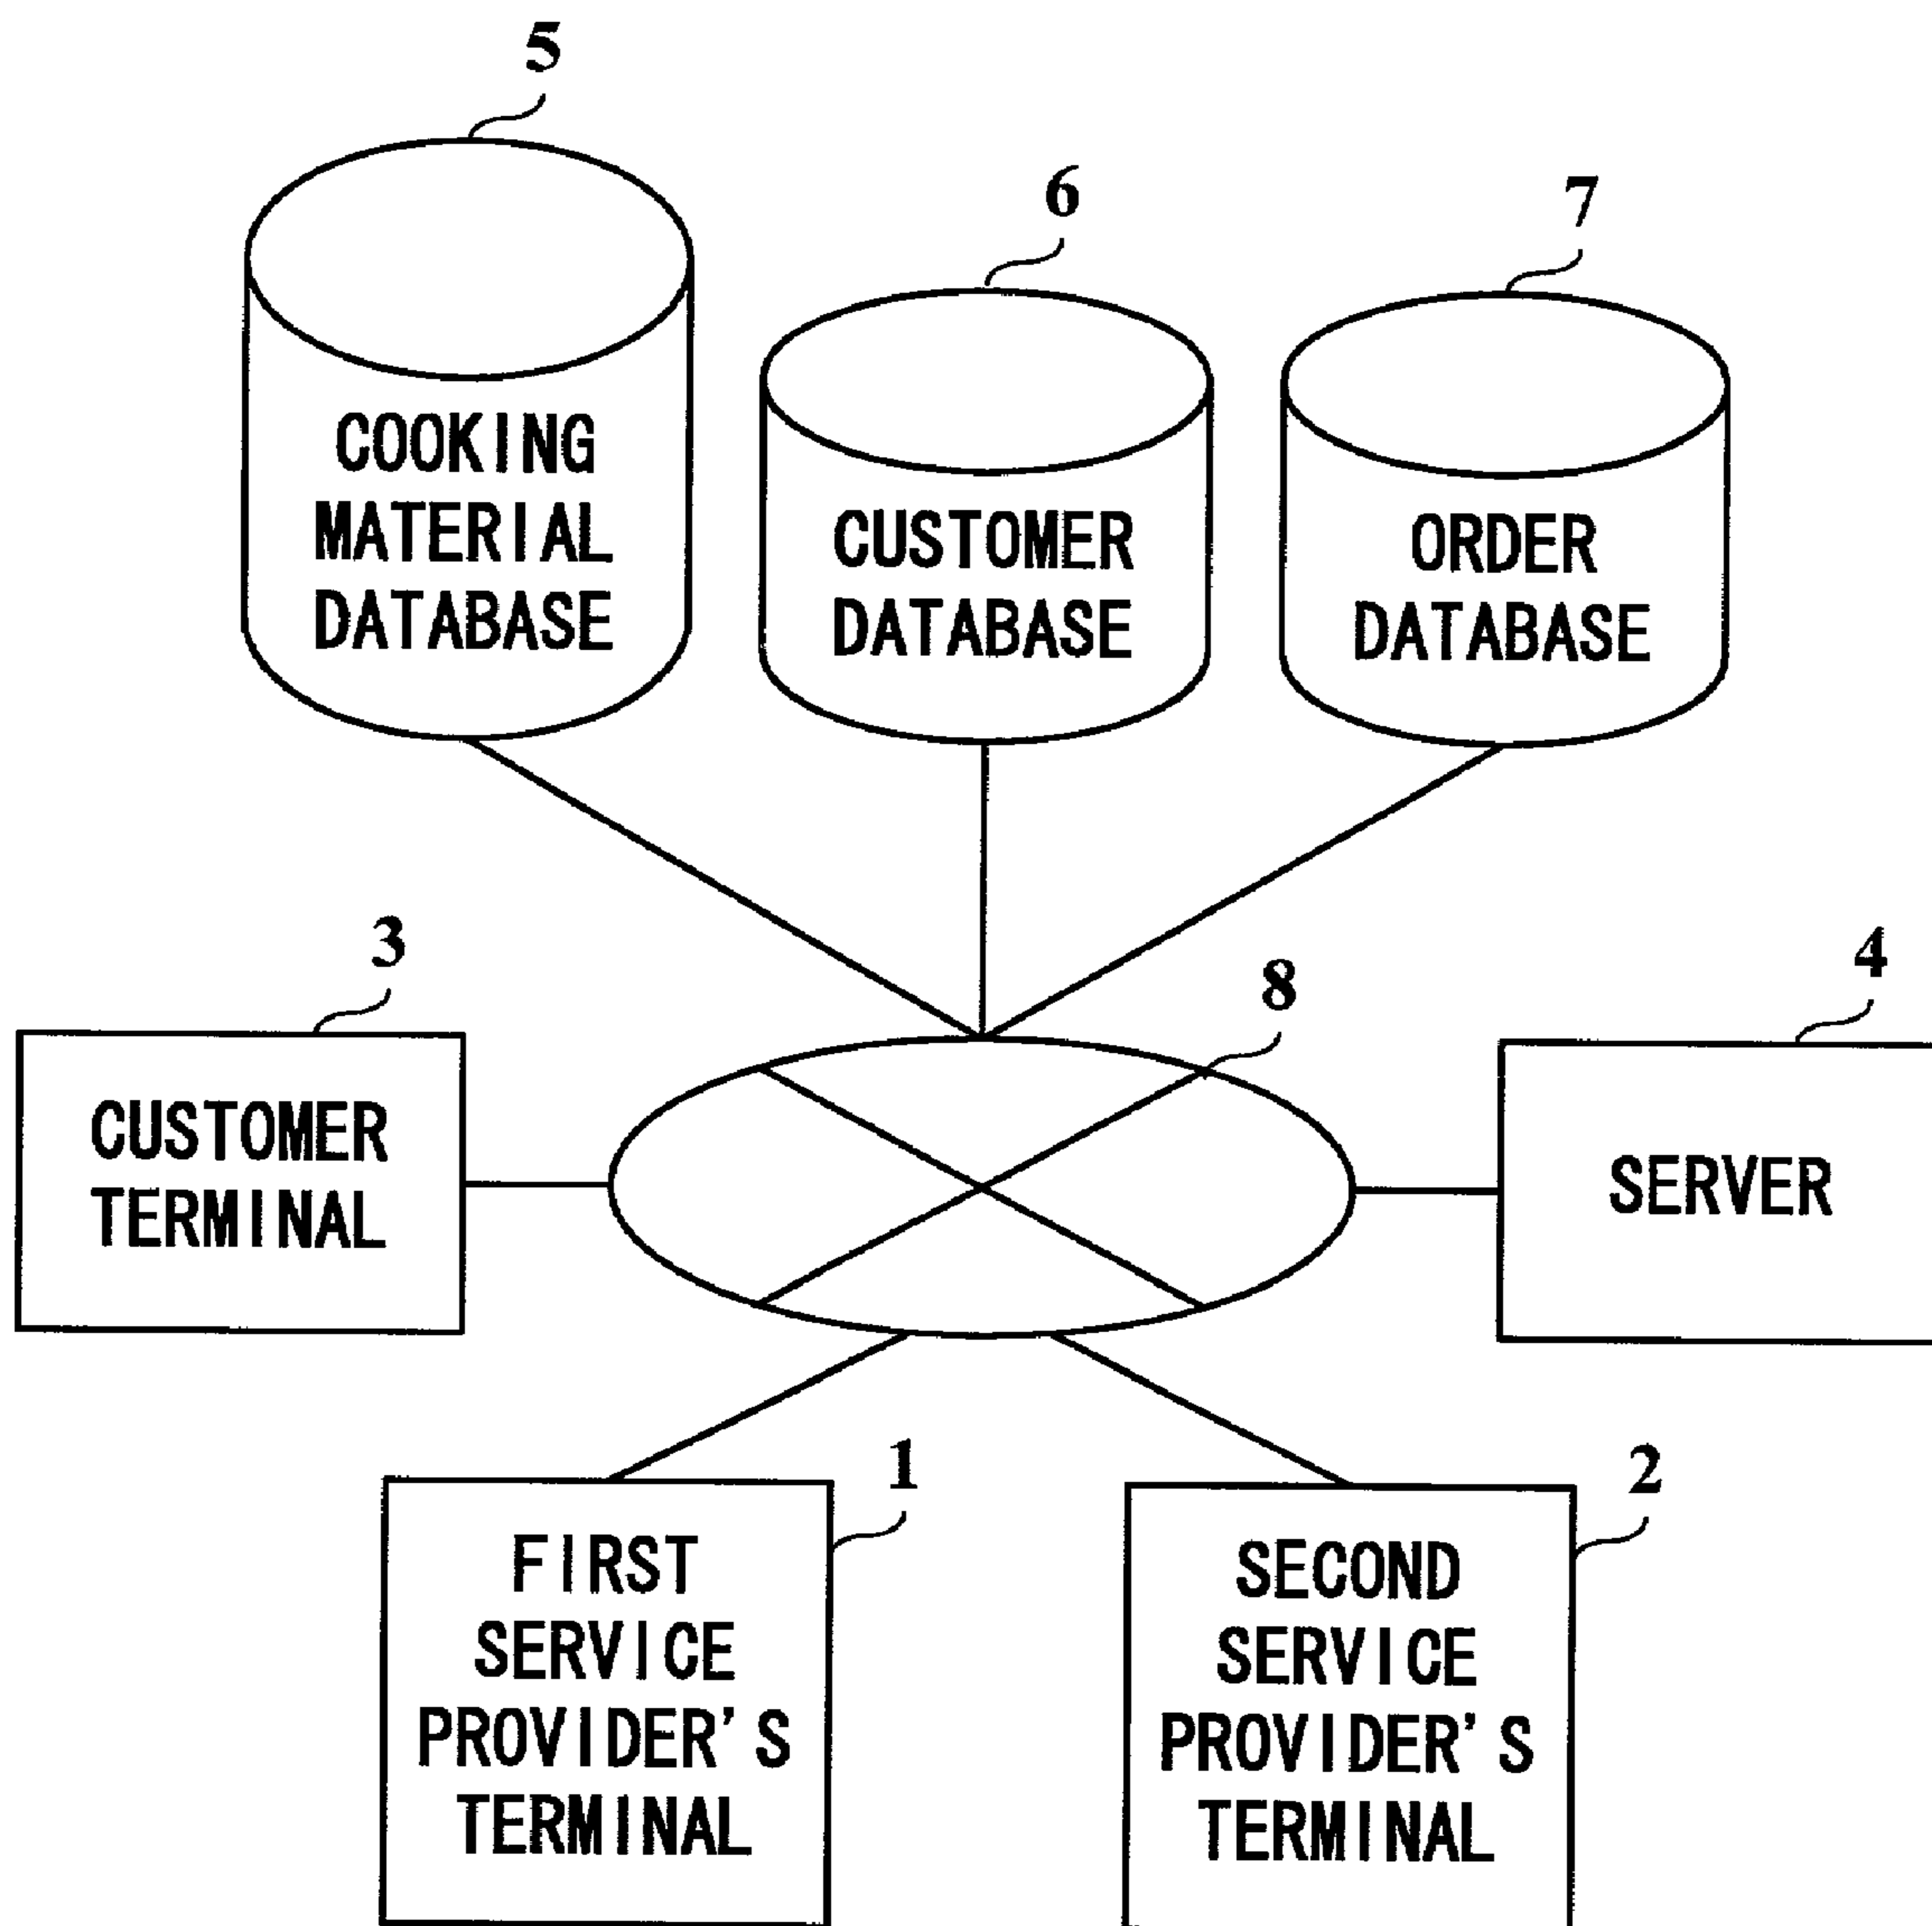 5
6
7
COOKING
MATERIAL
DATABASE
CUSTOMER
DATABASE
ORDER
DATABASE
3
8
4
CUSTOMER
TERMINAL
SERVER
1
2
FIRST
SERVICE
PROVIDER'S
TERMINAL
SECOND
SERVICE
PROVIDER'S
TERMINAL